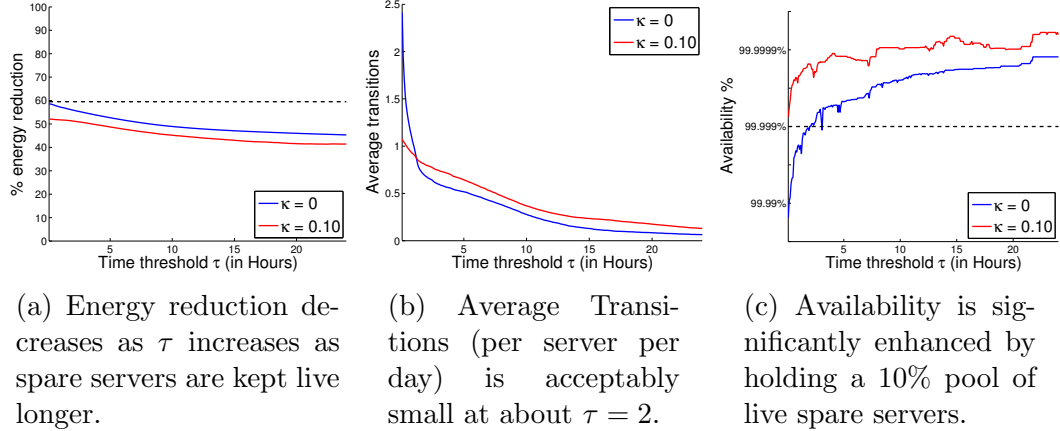 100
90
80
70
60
50
40
30
20
10
0
% energy reduction
5
10
15
20
Time threshold τ (in Hours)
κ = 0
κ = 0.10
2.5
2
1.5
1
0.5
0
Average transitions
5
10
15
20
Time threshold τ (in Hours)
κ = 0
κ = 0.10
99.9999%
99.999%
99.99%
Availability %
5
10
15
20
Time threshold τ (in Hours)
κ = 0
κ = 0.10
(a) Energy reduction de-
creases as τ increases as
spare servers are kept live
longer.
(b) Average Transi-
tions (per server per
day) is acceptably
small at about τ = 2.
(c) Availability is sig-
nificantly enhanced by
holding a 10% pool of
live spare servers.